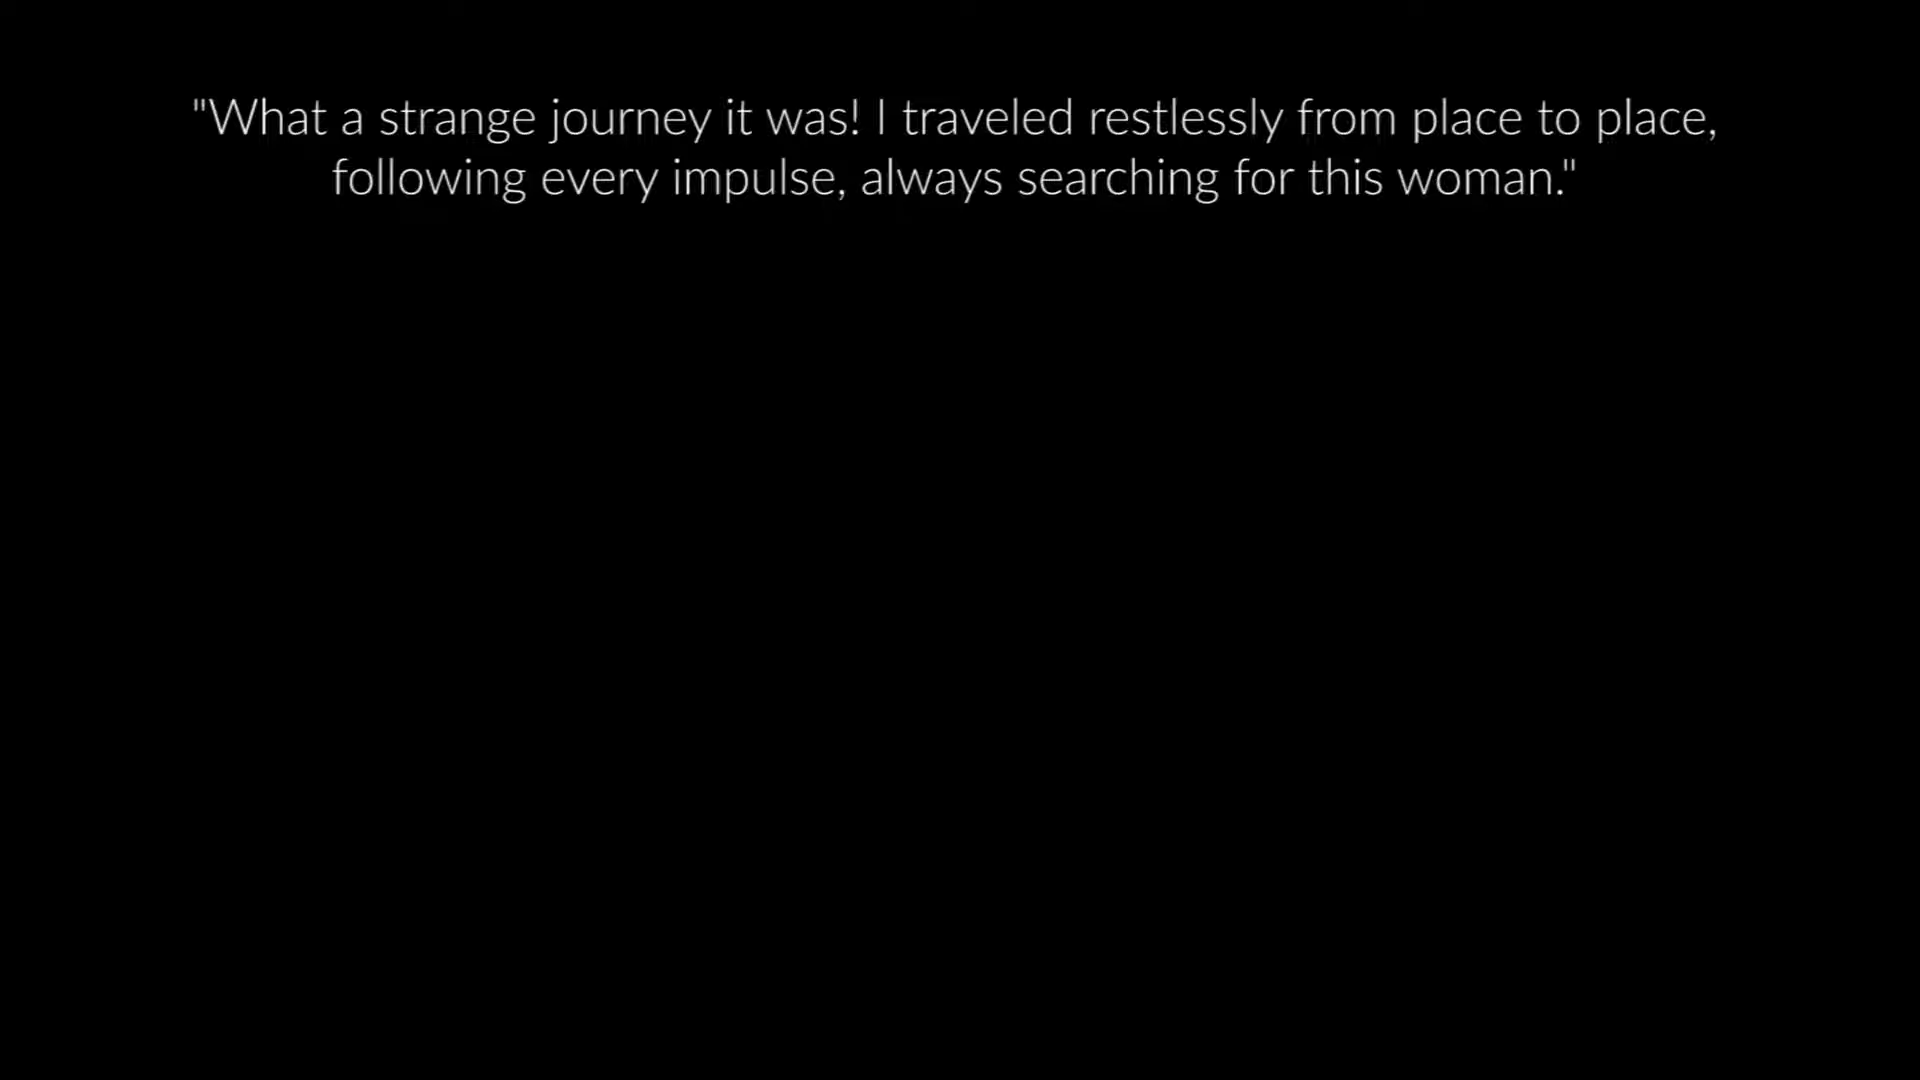 "What a strange journey it was! I traveled restlessly from place to place,
following every impulse, always searching for this woman."